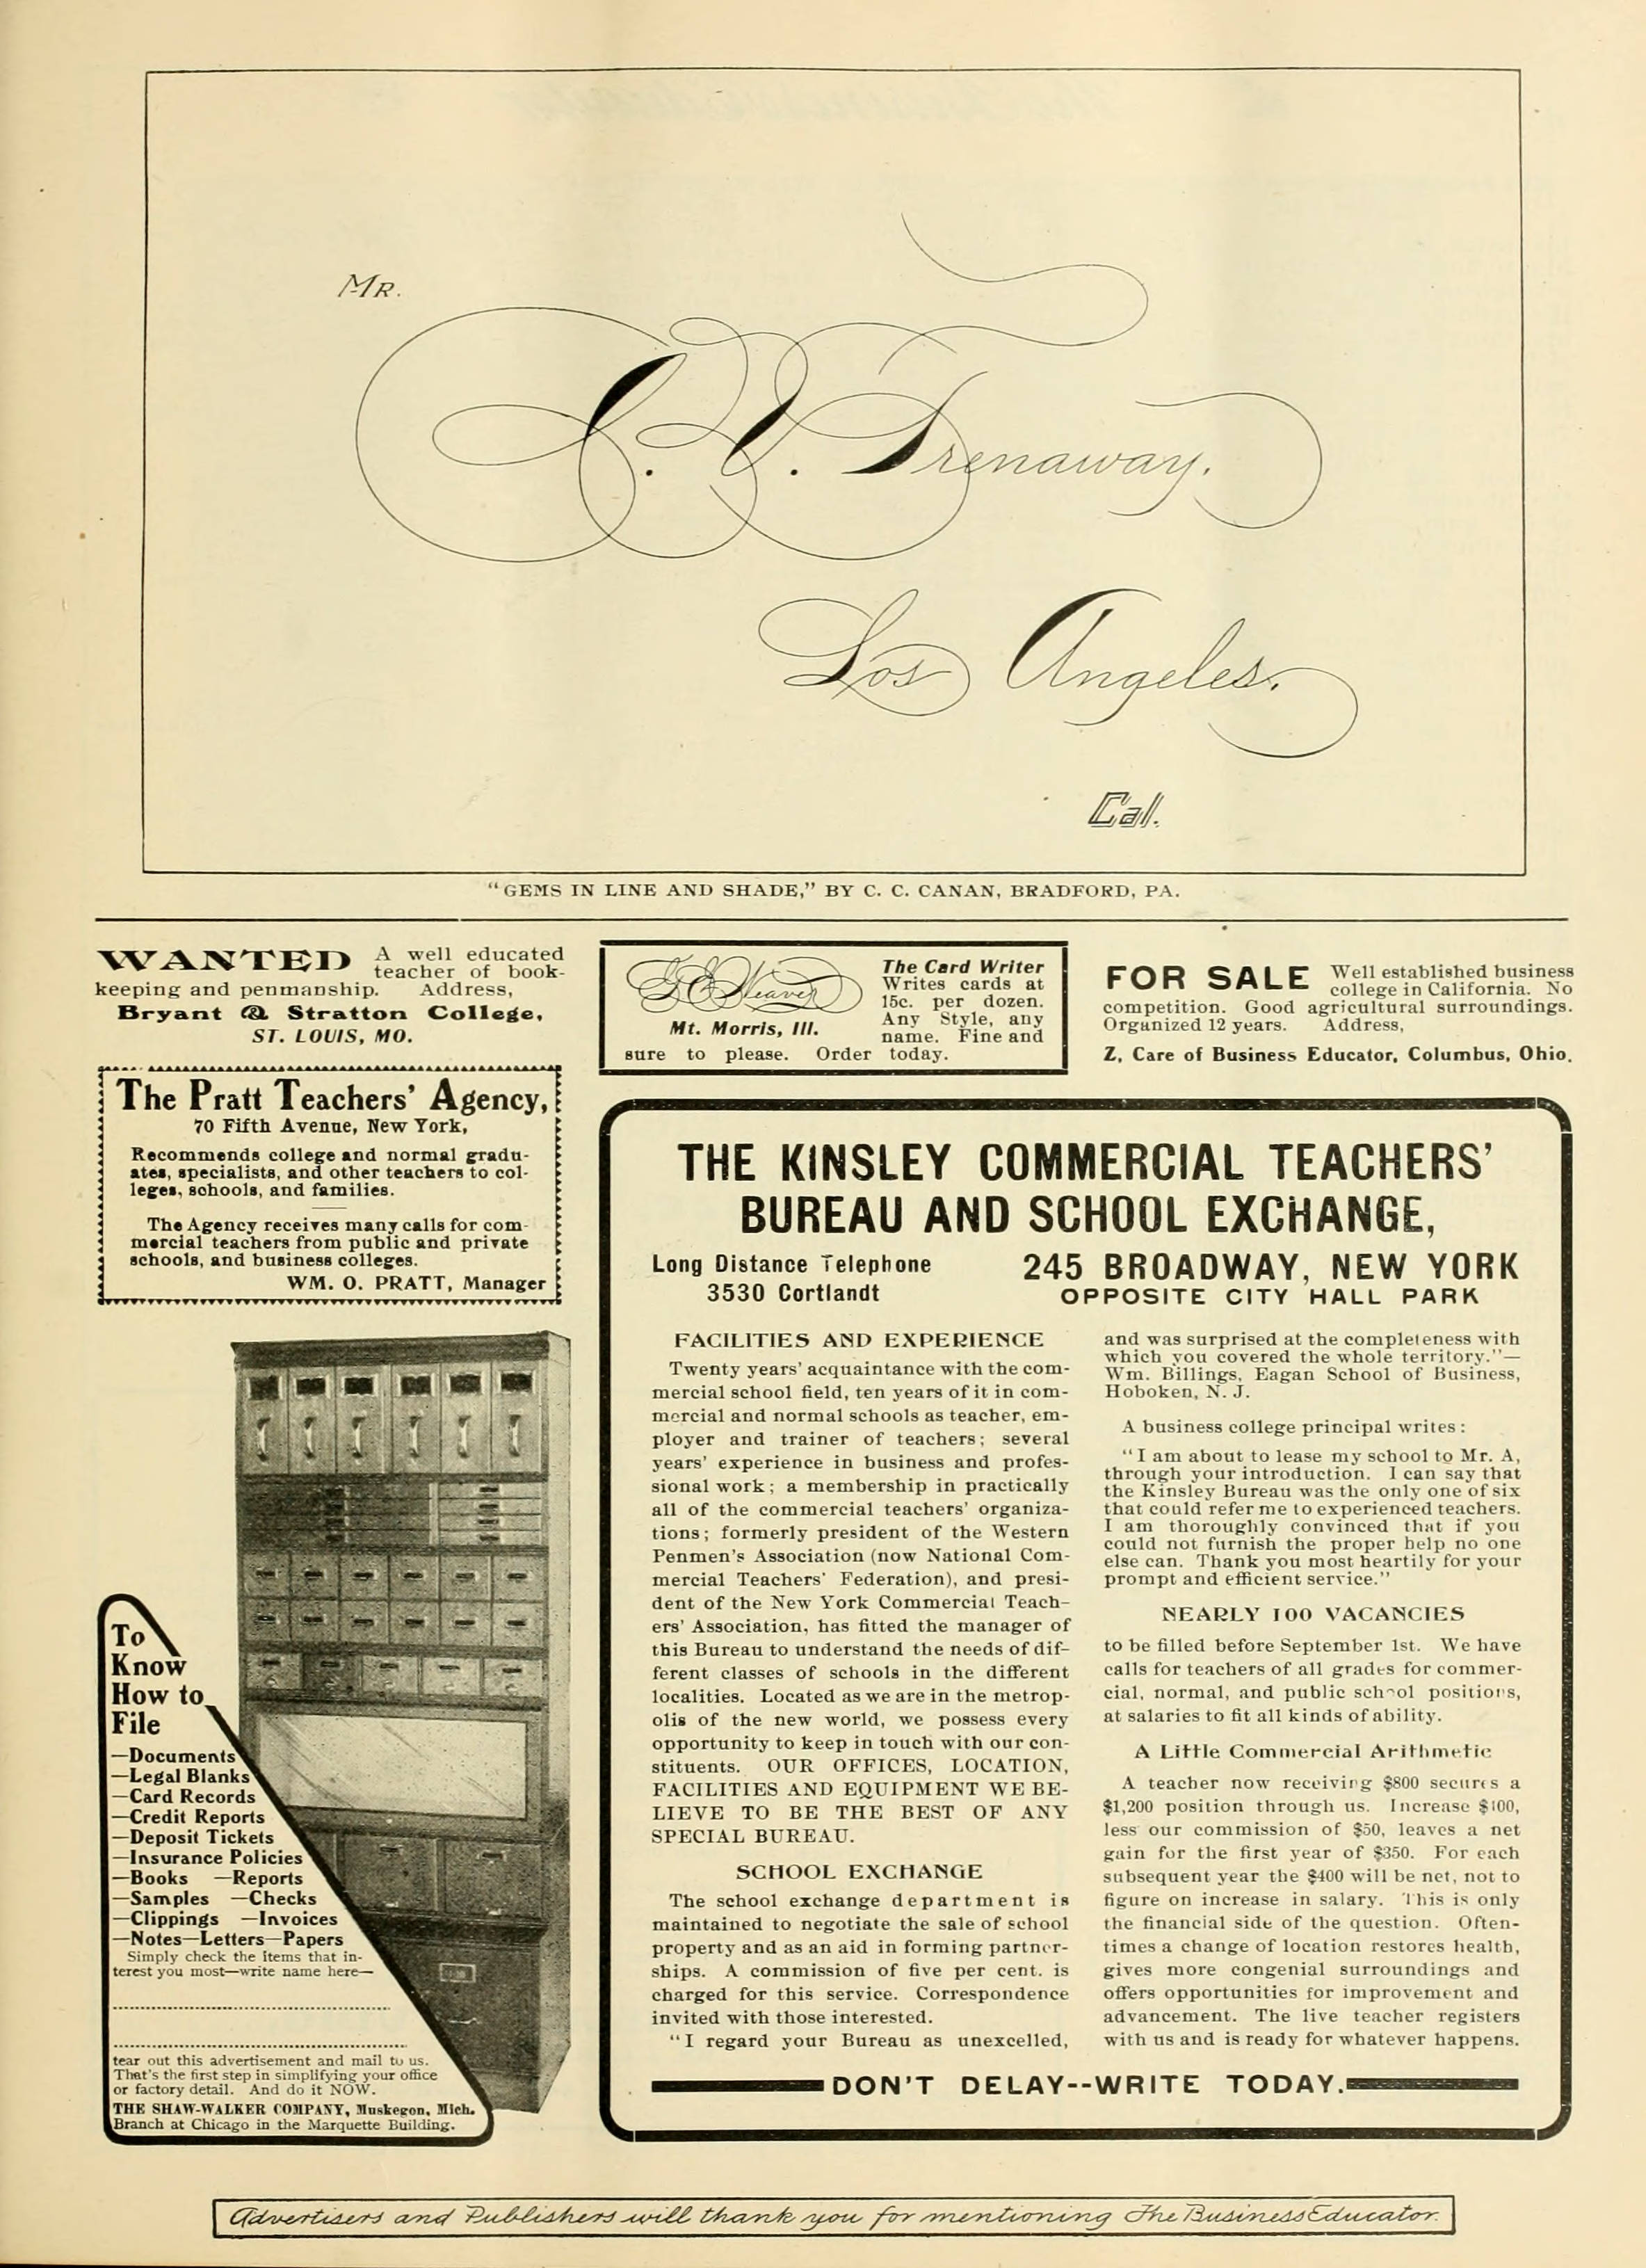 MR.
C. V. Trenaway.
Los Angeles,
Cal.
"GEMS IN LINE AND SHADE," BY C. C. CANAN, BRADFORD, PA.
WANTED A well educated
teacher of book-
keeping and penmanship. Address,
Bryant & Stratton College,
ST. LOUIS, MO.
The Pratt Teachers' Agency,
70 Fifth Avenue, New York,
Recommends college and normal gradu-
ates, specialists, and other teachers to col-
leges, schools, and families.
The Agency receives many calls for com-
mercial teachers from public and private
schools, and business colleges.
WM. O. PRATT, Manager
To
Know
How to
File
—Documents
—Legal Blanks
—Card Records
—Credit Reports
—Deposit Tickets
—Insurance Policies
—Books —Reports
—Samples —Checks
—Clippings —Invoices
—Notes—Letters—Papers
Simply check the items that in-
terest you most—write name here—
tear out this advertisement and mail to us.
That's the first step in simplifying your office
or factory detail. And do it NOW.
THE SHAW-WALKER COMPANY, Muskegon, Mich.
Branch at Chicago in the Marquette Building.
Weaver
Mt. Morris, Ill.
The Card Writer
Writes cards at
15c. per dozen.
Any Style, any
name. Fine and
sure to please. Order today.
FOR SALE Well established business
college in California. No
competition. Good agricultural surroundings.
Organized 12 years. Address,
Z, Care of Business Educator, Columbus, Ohio.
THE KINSLEY COMMERCIAL TEACHERS'
BUREAU AND SCHOOL EXCHANGE,
Long Distance Telephone
3530 Cortlandt
245 BROADWAY, NEW YORK
OPPOSITE CITY HALL PARK
FACILITIES AND EXPERIENCE
Twenty years' acquaintance with the com-
mercial school field, ten years of it in com-
mercial and normal schools as teacher, em-
ployer and trainer of teachers; several
years' experience in business and profes-
sional work; a membership in practically
all of the commercial teachers' organiza-
tions; formerly president of the Western
Penmen's Association (now National Com-
mercial Teachers' Federation), and presi-
dent of the New York Commercial Teach-
ers' Association, has fitted the manager of
this Bureau to understand the needs of dif-
ferent classes of schools in the different
localities. Located as we are in the metrop-
olis of the new world, we possess every
opportunity to keep in touch with our con-
stituents. OUR OFFICES, LOCATION,
FACILITIES AND EQUIPMENT WE BE-
LIEVE TO BE THE BEST OF ANY
SPECIAL BUREAU.
SCHOOL EXCHANGE
The school exchange department is
maintained to negotiate the sale of school
property and as an aid in forming partner-
ships. A commission of five per cent. is
charged for this service. Correspondence
invited with those interested.
"I regard your Bureau as unexcelled,
and was surprised at the completeness with
which you covered the whole territory."—
Wm. Billings, Eagan School of Business,
Hoboken, N. J.
A business college principal writes:
"I am about to lease my school to Mr. A,
through your introduction. I can say that
the Kinsley Bureau was the only one of six
that could refer me to experienced teachers.
I am thoroughly convinced that if you
could not furnish the proper help no one
else can. Thank you most heartily for your
prompt and efficient service."
NEARLY 100 VACANCIES
to be filled before September 1st. We have
calls for teachers of all grades for commer-
cial, normal, and public school positions,
at salaries to fit all kinds of ability.
A Little Commercial Arithmetic
A teacher now receiving $800 secures a
$1,200 position through us. Increase $400,
less our commission of $50, leaves a net
gain for the first year of $350. For each
subsequent year the $400 will be net, not to
figure on increase in salary. This is only
the financial side of the question. Often-
times a change of location restores health,
gives more congenial surroundings and
offers opportunities for improvement and
advancement. The live teacher registers
with us and is ready for whatever happens.
DON'T DELAY--WRITE TODAY.
Advertisers and Publishers will thank you for mentioning The Business Educator.